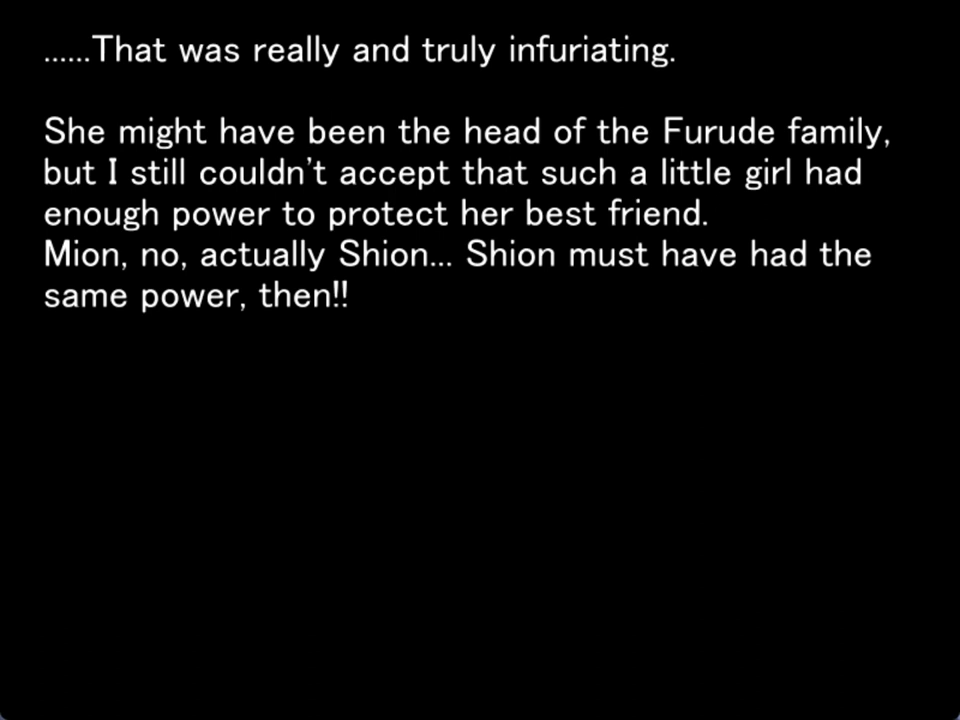 ......That was really and truly infuriating.
She might have been the head of the Furude family,
but I still couldn't accept that such a little girl had
enough power to protect her best friend.
Mion, no, actually Shion... Shion must have had the
same power, then!!